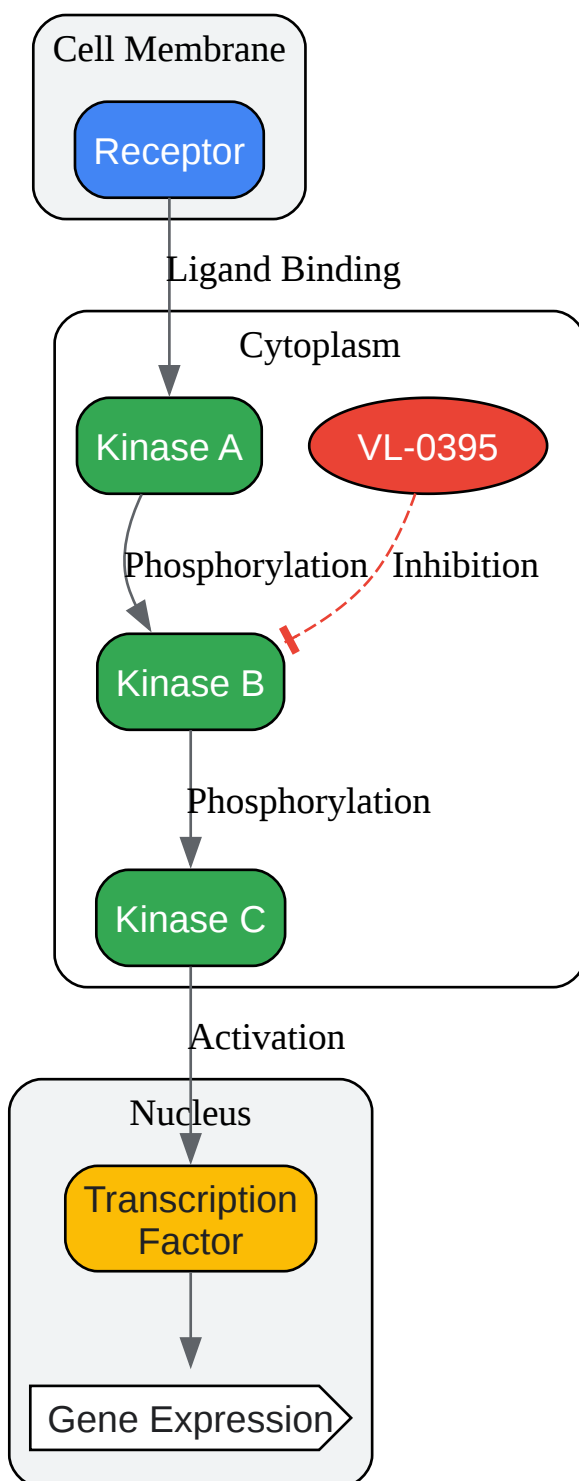 Cell Membrane
Receptor
Ligand Binding
Cytoplasm
Kinase A
VL-0395
Phosphorylation
Inhibition
Kinase B
Phosphorylation
Kinase C
Activation
Nucleus
Transcription
Factor
Gene Expression